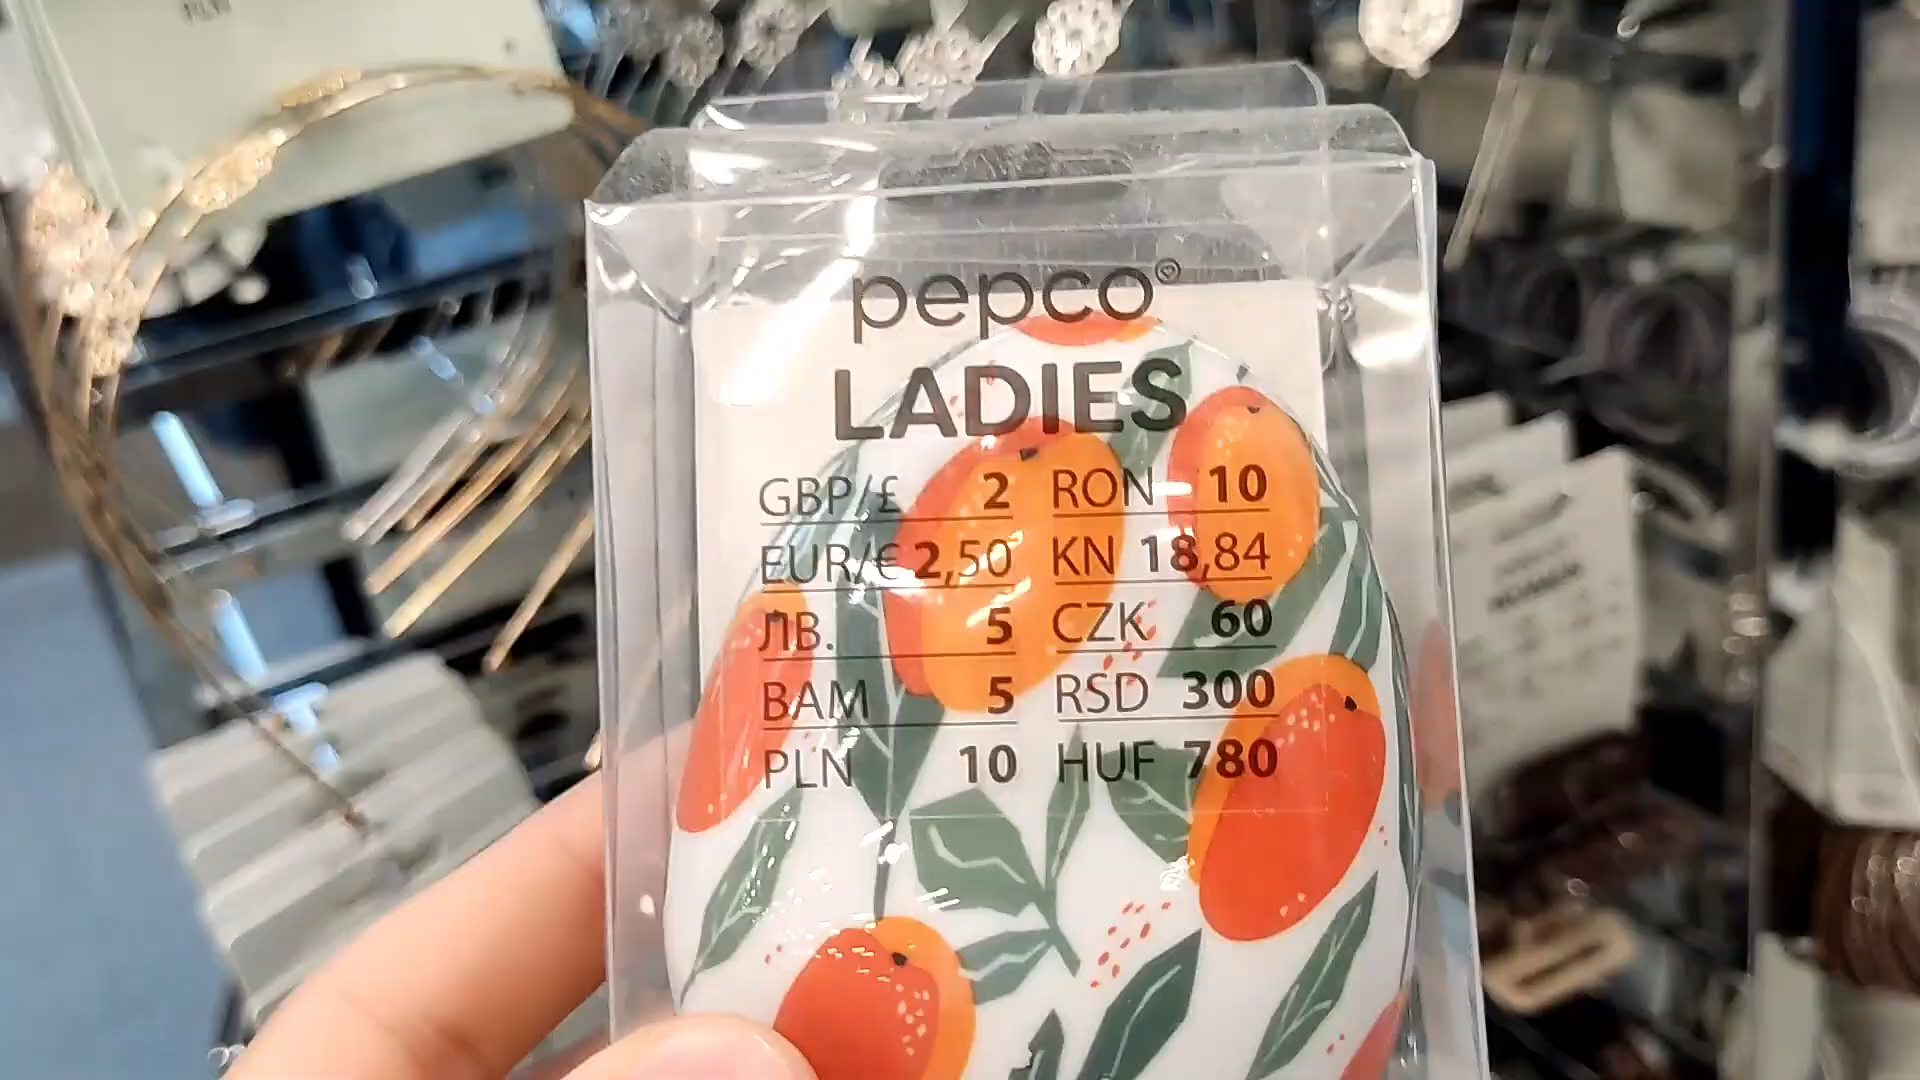 pepco®
LADIES
GBP/£ 2 RON 10
EUR/€ 2,50 KN 18,84
ЛВ. 5 CZK 60
BAM 5 RSD 300
PLN 10 HUF 780
PLN